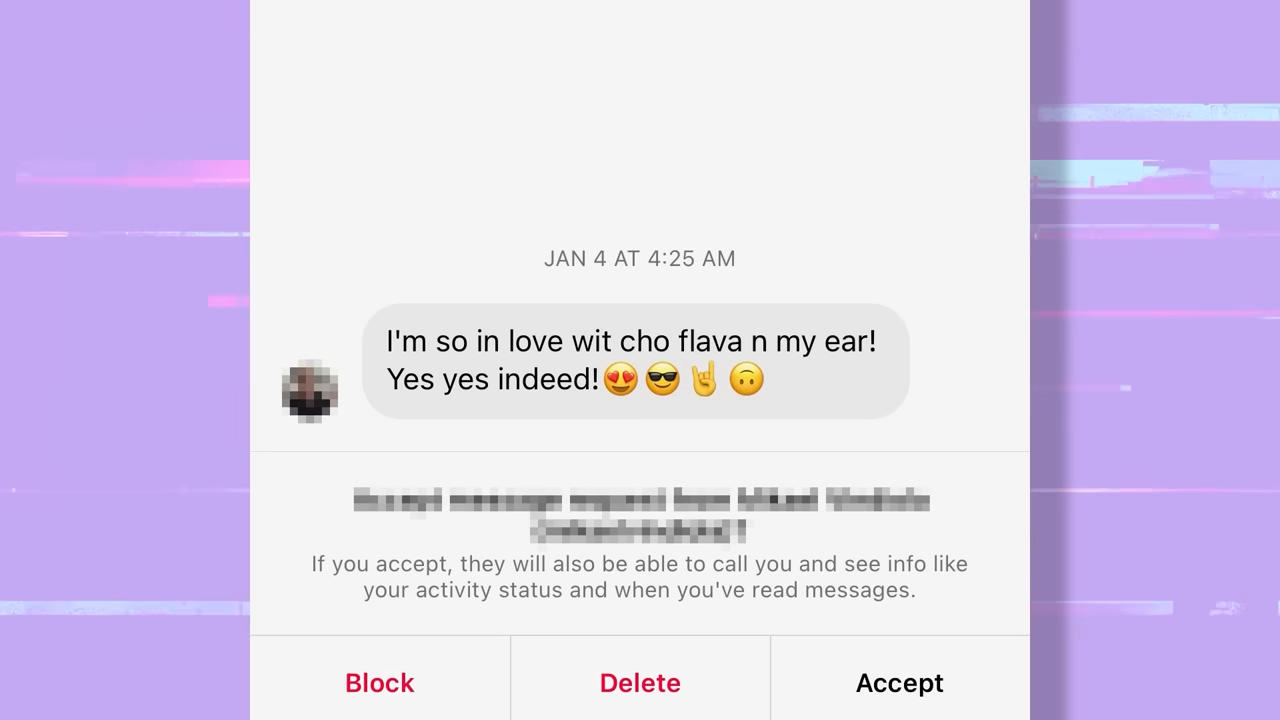 JAN 4 AT 4:25 AM
I'm so in love wit cho flava n my ear!
Yes yes indeed!😍😎🤘🙃
If you accept, they will also be able to call you and see info like
your activity status and when you've read messages.
Block
Delete
Accept